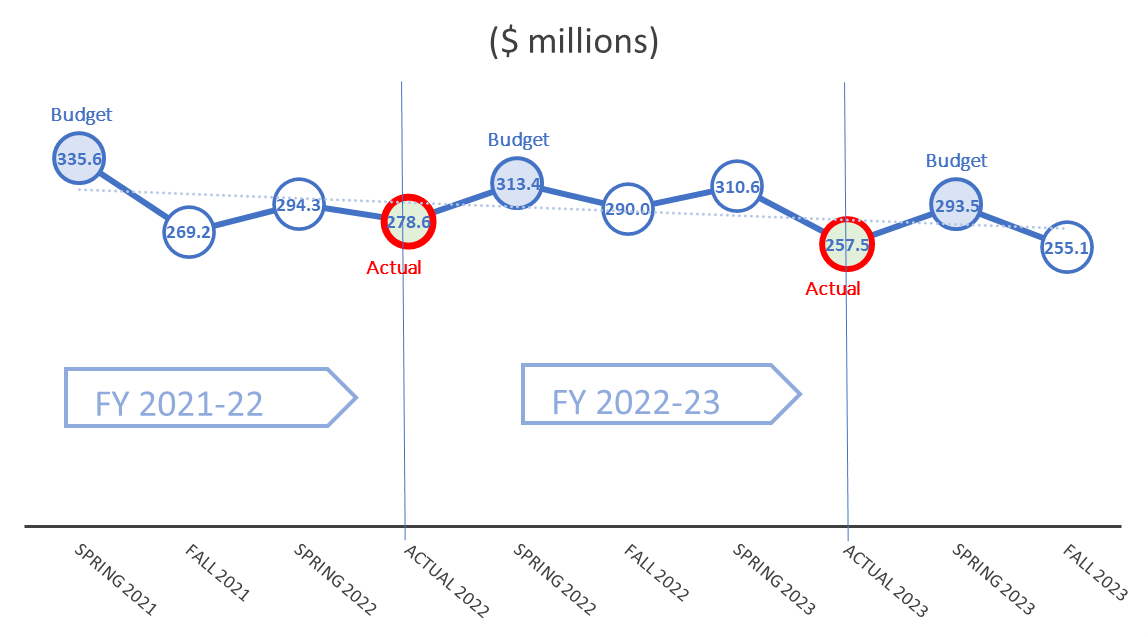 ($ millions)
Budget
335.6
269.2
294.3
278.6
Actual
Budget
313.4
290.0
310.6
257.5
Actual
Budget
293.5
255.1
FY 2021-22
FY 2022-23
SPRING 2021
FALL 2021
SPRING 2022
ACTUAL 2022
SPRING 2022
FALL 2022
SPRING 2023
ACTUAL 2023
SPRING 2023
FALL 2023